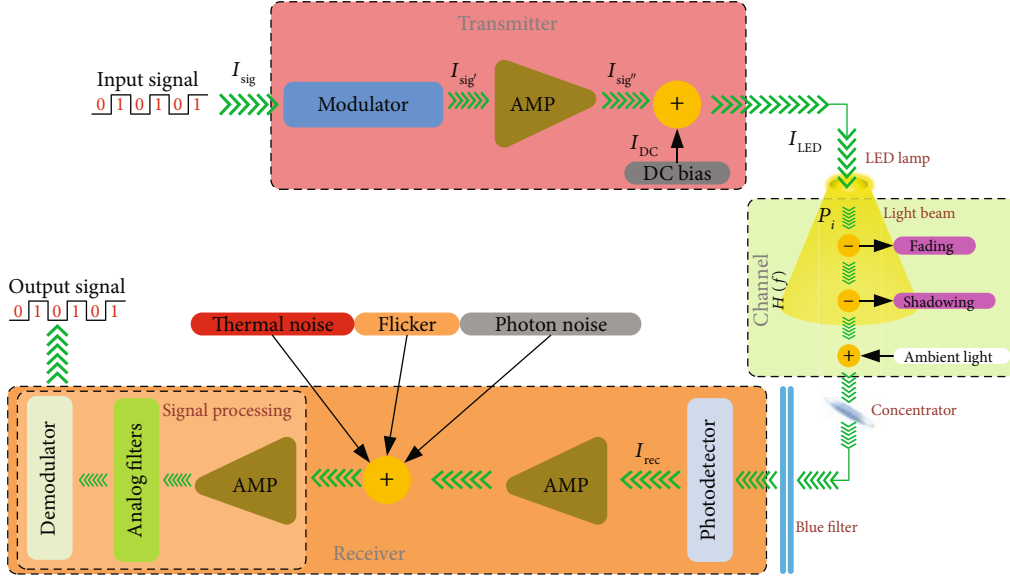 Transmitter
Input signal
0 1 0 1 0 1
I sig
Modulator
I sig′
AMP
I sig″
+
I DC
DC bias
I LED
LED lamp
Light beam
P i
− Fading
− Shadowing
+ Ambient light
Channel
H (f)
Concentrator
Blue filter
Output signal
0 1 0 1 0 1
Thermal noise Flicker Photon noise
Signal processing
Demodulator
Analog filters
AMP
+
AMP
I rec
Photodetector
Receiver